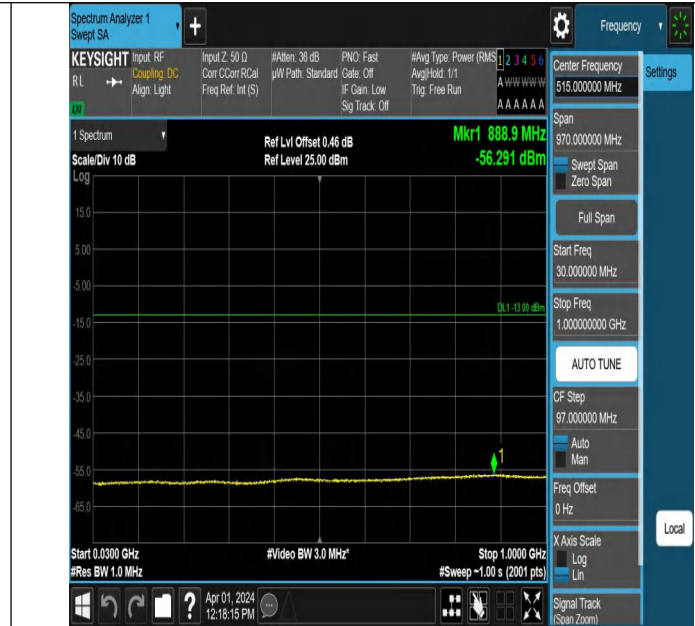 Spectrum Analyzer 1
Swept SA
+
Frequency
KEYSIGHT
RL
LXI
Input: RF
Coupling: DC
Align: Light
Input Z: 50 Ω
Corr CCorr RCal
Freq Ref: Int (S)
#Atten: 36 dB
µW Path: Standard
PNO: Fast
Gate: Off
IF Gain: Low
Sig Track: Off
#Avg Type: Power (RMS
Avg|Hold: 1/1
Trig: Free Run
1 2 3 4 5 6
A W W W W W
A A A A A A
1 Spectrum
Scale/Div 10 dB
Log
Ref Lvl Offset 0.46 dB
Ref Level 25.00 dBm
Mkr1 888.9 MHz
-56.291 dBm
15.0
5.00
-5.00
DL1 -13.00 dBm
-15.0
-25.0
-35.0
-45.0
1
-55.0
-65.0
Start 0.0300 GHz
#Res BW 1.0 MHz
#Video BW 3.0 MHz*
Stop 1.0000 GHz
#Sweep ~1.00 s (2001 pts)
Center Frequency
515.000000 MHz
Settings
Span
970.000000 MHz
Swept Span
Zero Span
Full Span
Start Freq
30.000000 MHz
Stop Freq
1.000000000 GHz
AUTO TUNE
CF Step
97.000000 MHz
Auto
Man
Freq Offset
0 Hz
X Axis Scale
Log
Lin
Local
Signal Track
(Span Zoom)
?
Apr 01, 2024
12:18:15 PM